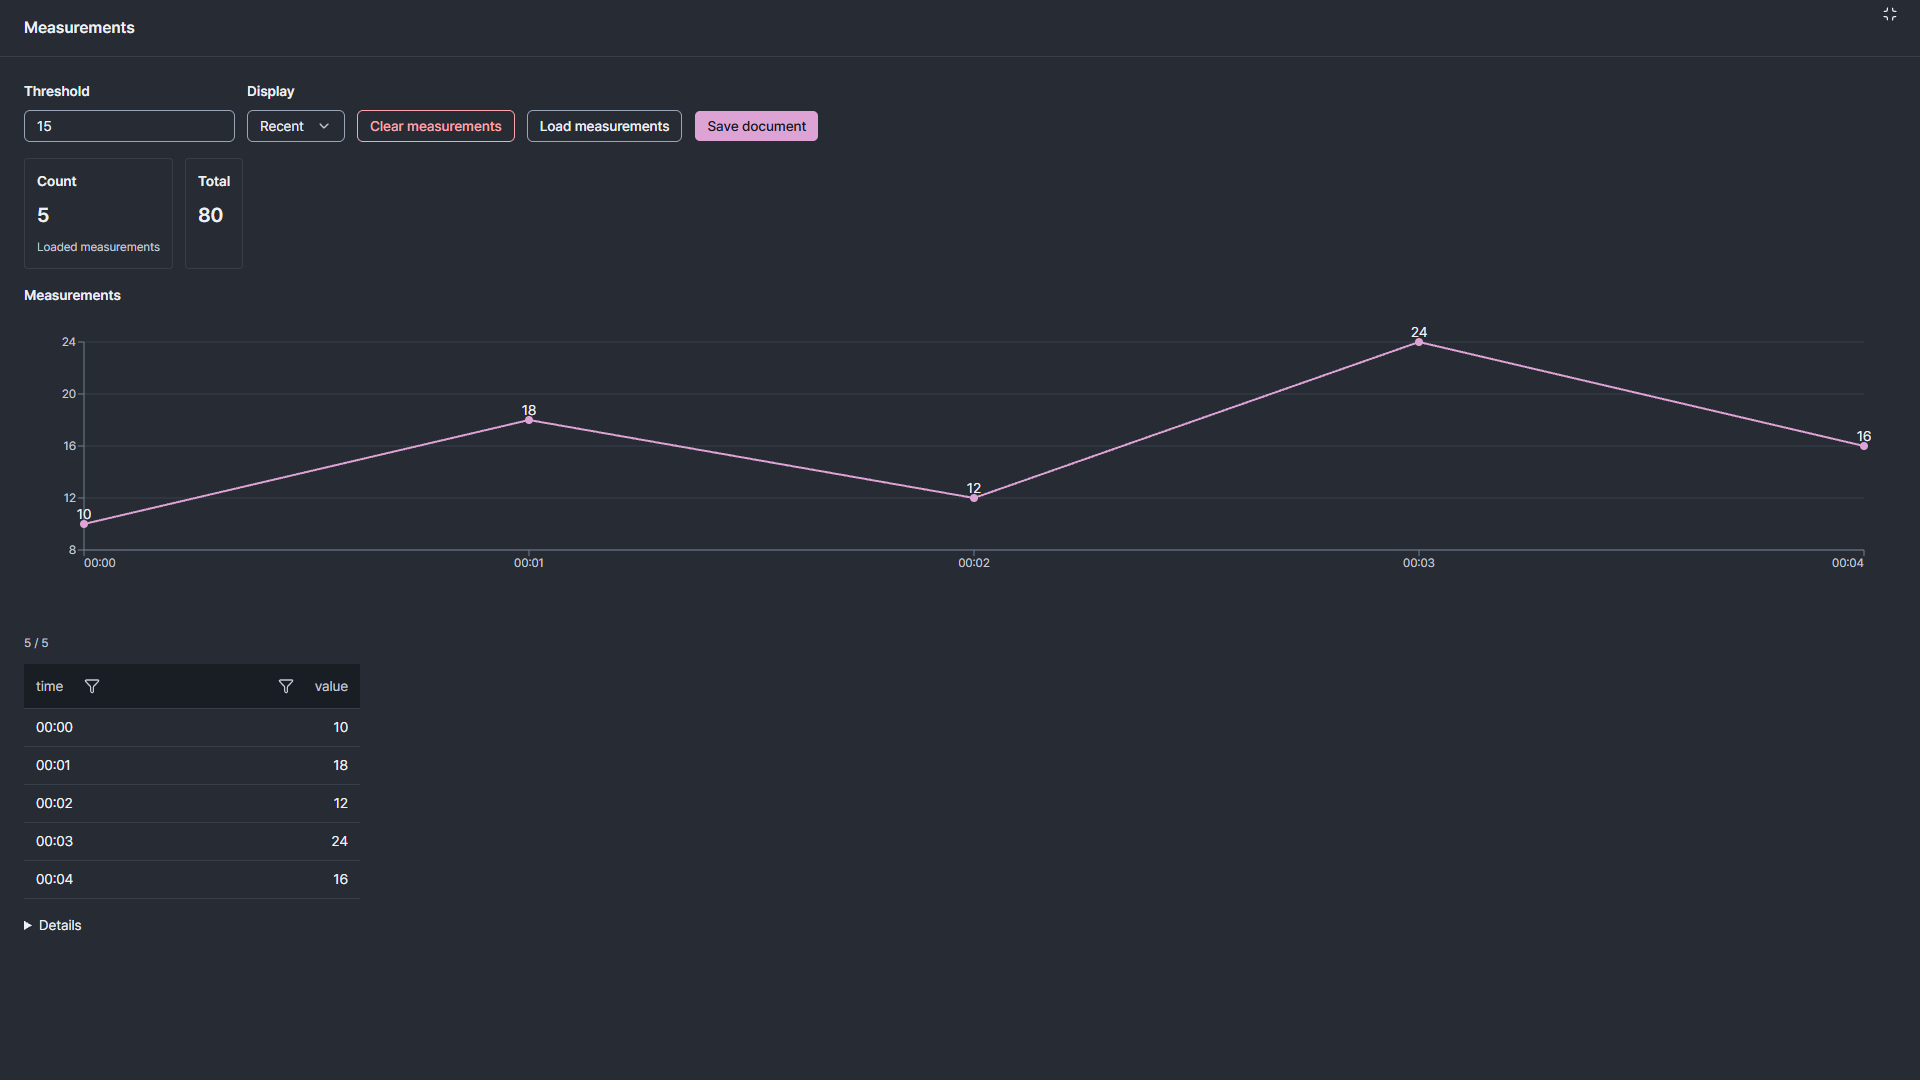 Measurements
Threshold
Display
15
Recent
Clear measurements
Load measurements
Save document
Count
5
Loaded measurements
Total
80
Measurements
24
20
16
12
8
10
18
12
24
16
00:00
00:01
00:02
00:03
00:04
5 / 5
time value
00:00 10
00:01 18
00:02 12
00:03 24
00:04 16
Details